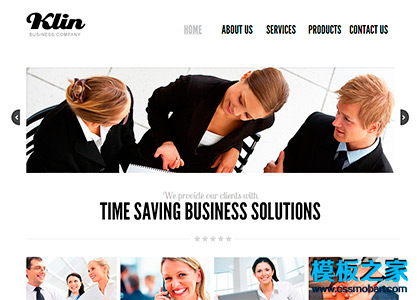 Klin
BUSINESS COMPANY
HOME ABOUT US SERVICES PRODUCTS CONTACT US
We provide our clients with
TIME SAVING BUSINESS SOLUTIONS
模板之家
www.cssmoban.com